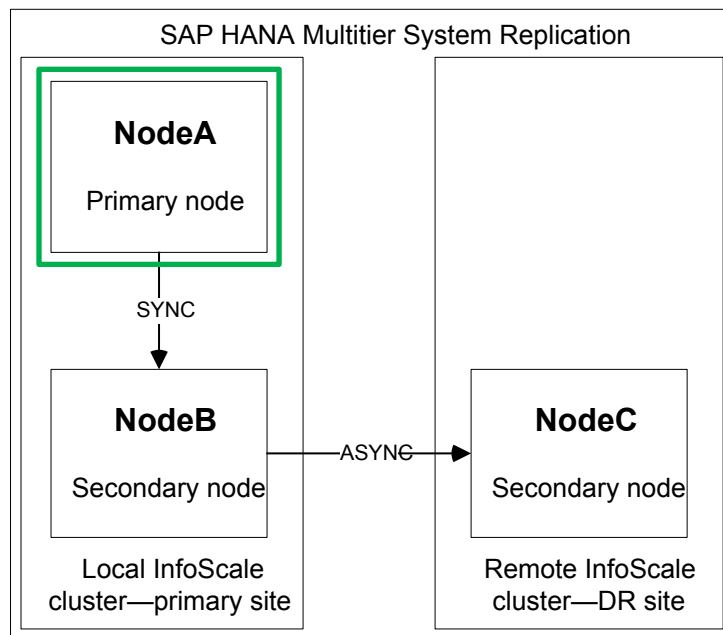 SAP HANA Multitier System Replication
NodeA
Primary node
SYNC
NodeB
Secondary node
ASYNC
NodeC
Secondary node
Local InfoScale
cluster—primary site
Remote InfoScale
cluster—DR site